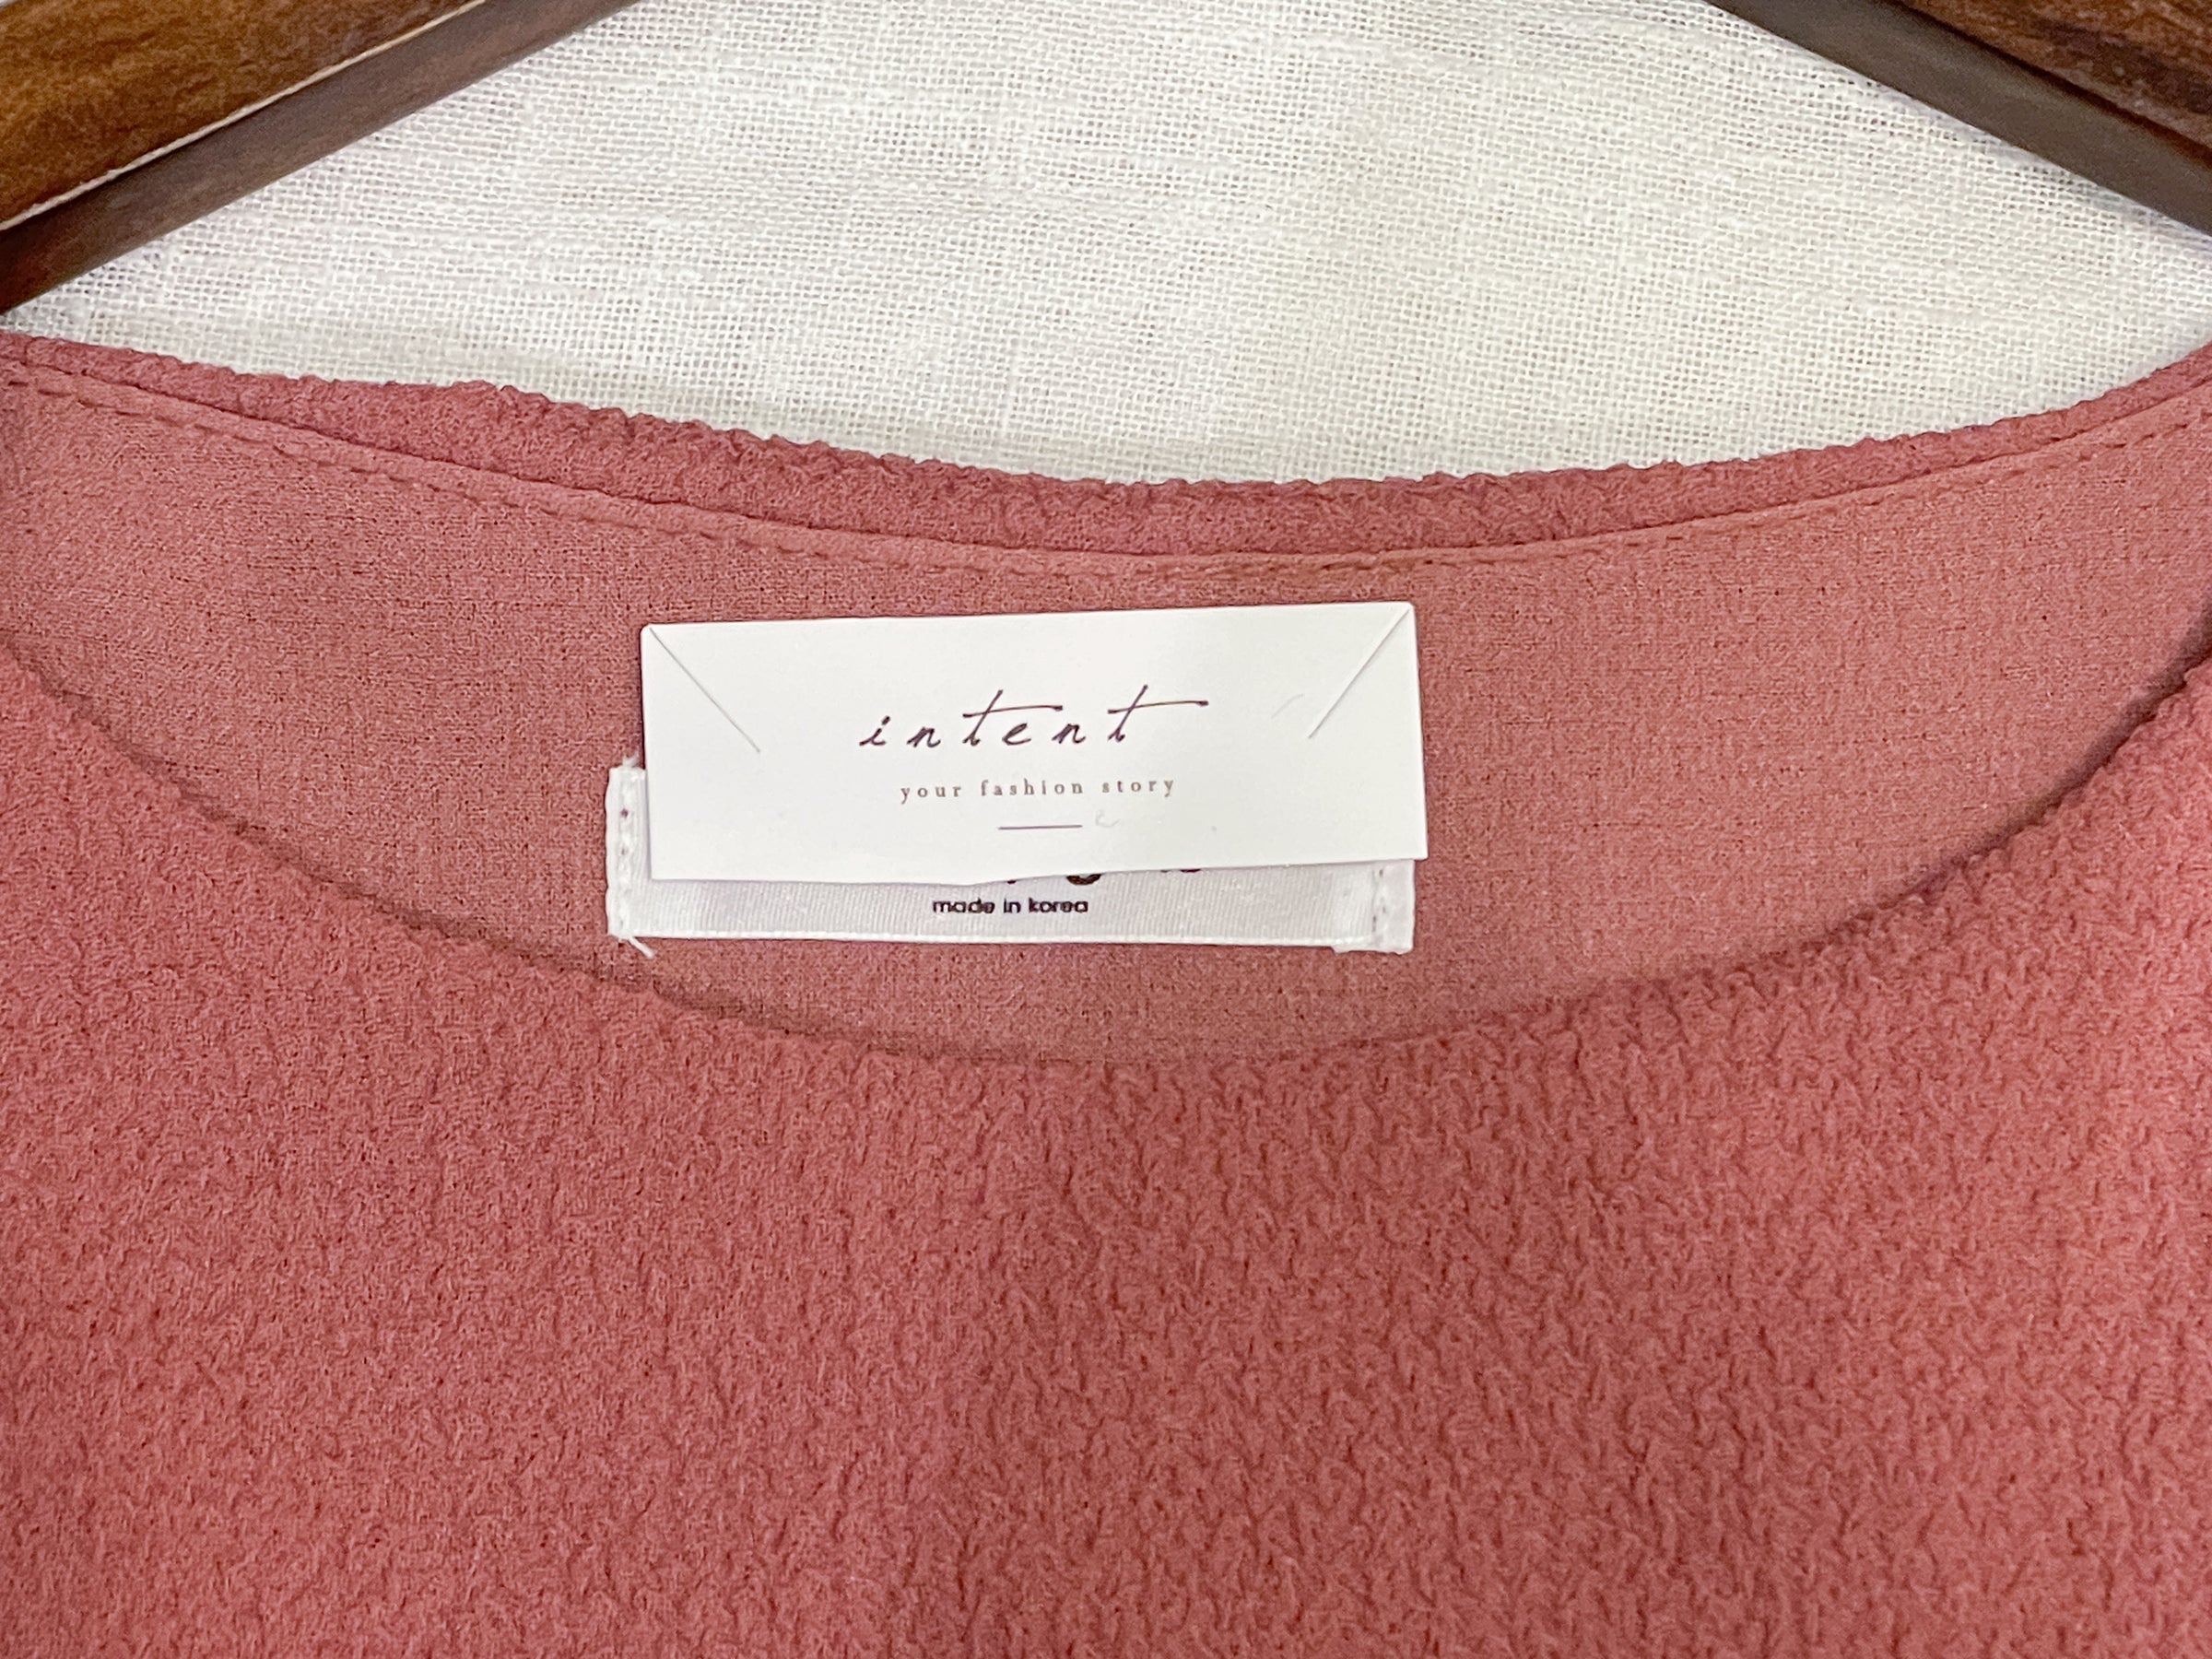 intent
your fashion story
made in korea